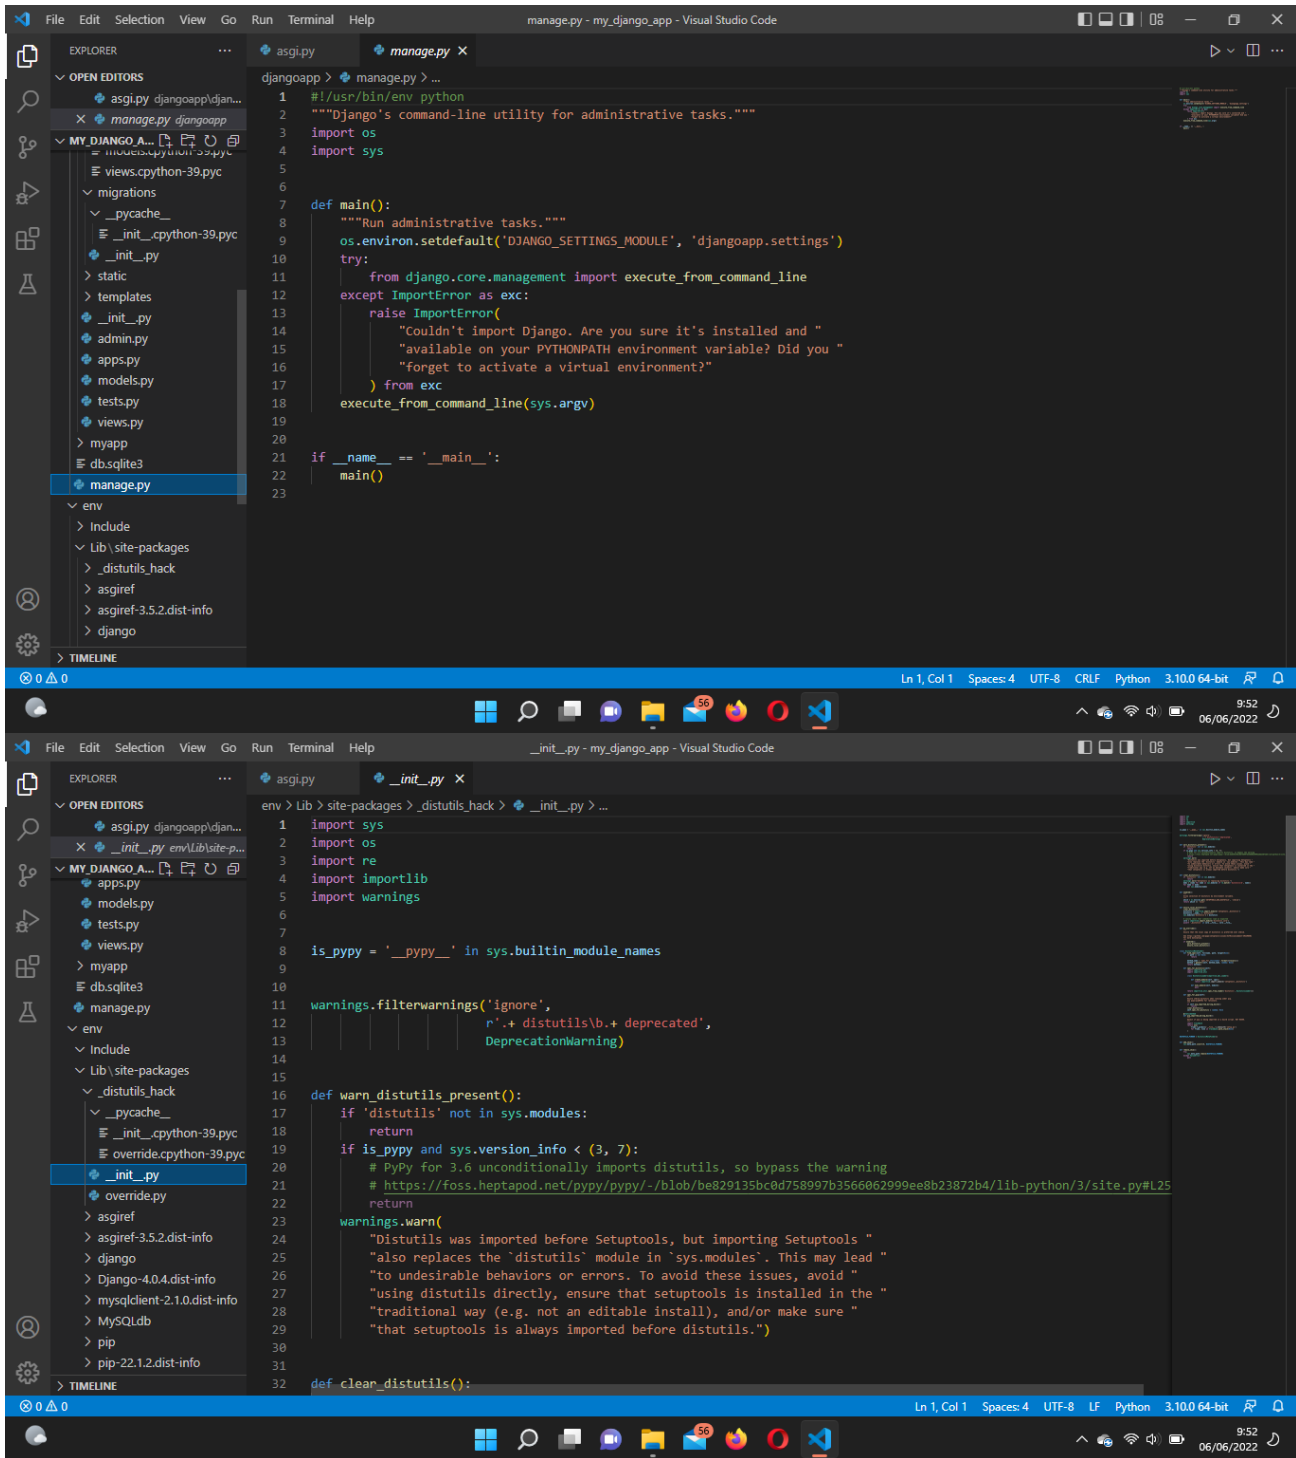 File Edit Selection View Go Run Terminal Help manage.py - my_django_app - Visual Studio Code
EXPLORER ... asgi.py manage.py
OPEN EDITORS djangoapp > manage.py > ...
asgi.py djangoapp\djan...
manage.py djangoapp
MY_DJANGO_A...
models.cpython-39.pyc
views.cpython-39.pyc
migrations
__pycache__
__init__.cpython-39.pyc
__init__.py
static
templates
__init__.py
admin.py
apps.py
models.py
tests.py
views.py
myapp
db.sqlite3
manage.py
env
Include
Lib\site-packages
_distutils_hack
asgiref
asgiref-3.5.2.dist-info
django
TIMELINE
1 #!/usr/bin/env python
2 """Django's command-line utility for administrative tasks."""
3 import os
4 import sys
5
6
7 def main():
8 """Run administrative tasks."""
9 os.environ.setdefault('DJANGO_SETTINGS_MODULE', 'djangoapp.settings')
10 try:
11 from django.core.management import execute_from_command_line
12 except ImportError as exc:
13 raise ImportError(
14 "Couldn't import Django. Are you sure it's installed and "
15 "available on your PYTHONPATH environment variable? Did you "
16 "forget to activate a virtual environment?"
17 ) from exc
18 execute_from_command_line(sys.argv)
19
20
21 if __name__ == '__main__':
22 main()
23
0 0 Ln 1, Col 1 Spaces: 4 UTF-8 CRLF Python 3.10.0 64-bit
56
9:52
06/06/2022
File Edit Selection View Go Run Terminal Help __init__.py - my_django_app - Visual Studio Code
EXPLORER ... asgi.py __init__.py
OPEN EDITORS env > Lib > site-packages > _distutils_hack > __init__.py > ...
asgi.py djangoapp\djan...
__init__.py env\Lib\site-p...
MY_DJANGO_A...
apps.py
models.py
tests.py
views.py
myapp
db.sqlite3
manage.py
env
Include
Lib\site-packages
_distutils_hack
__pycache__
__init__.cpython-39.pyc
override.cpython-39.pyc
__init__.py
override.py
asgiref
asgiref-3.5.2.dist-info
django
Django-4.0.4.dist-info
mysqlclient-2.1.0.dist-info
MySQLdb
pip
pip-22.1.2.dist-info
TIMELINE
1 import sys
2 import os
3 import re
4 import importlib
5 import warnings
6
7
8 is_pypy = '__pypy__' in sys.builtin_module_names
9
10
11 warnings.filterwarnings('ignore',
12 r'.+ distutils\b.+ deprecated',
13 DeprecationWarning)
14
15
16 def warn_distutils_present():
17 if 'distutils' not in sys.modules:
18 return
19 if is_pypy and sys.version_info < (3, 7):
20 # PyPy for 3.6 unconditionally imports distutils, so bypass the warning
21 # https://foss.heptapod.net/pypy/pypy/-/blob/be829135bc0d758997b3566062999ee8b23872b4/lib-python/3/site.py#L25
22 return
23 warnings.warn(
24 "Distutils was imported before Setuptools, but importing Setuptools "
25 "also replaces the `distutils` module in `sys.modules`. This may lead "
26 "to undesirable behaviors or errors. To avoid these issues, avoid "
27 "using distutils directly, ensure that setuptools is installed in the "
28 "traditional way (e.g. not an editable install), and/or make sure "
29 "that setuptools is always imported before distutils.")
30
31
32 def clear_distutils():
0 0 Ln 1, Col 1 Spaces: 4 UTF-8 LF Python 3.10.0 64-bit
56
9:52
06/06/2022